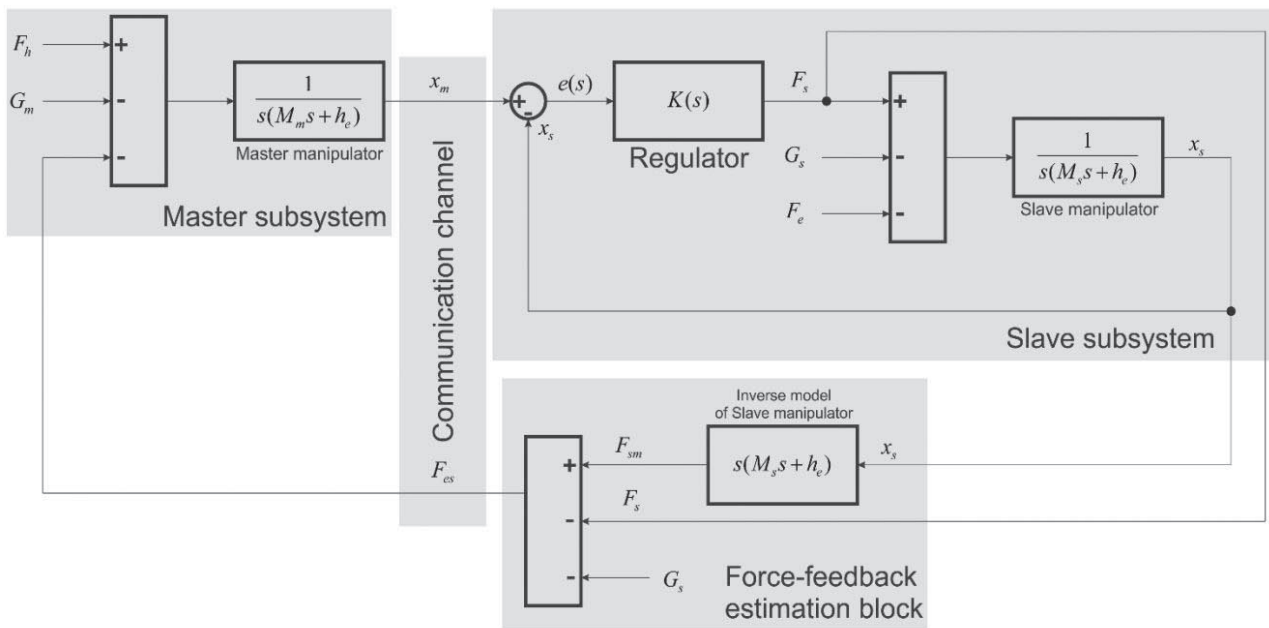 F_h
+
G_m
-
-
1
s(M_m s + h_e)
Master manipulator
Master subsystem
x_m
Communication channel
F_es
+
-
x_s
e(s)
K(s)
Regulator
F_s
+
G_s
-
F_e
-
1
s(M_s s + h_e)
Slave manipulator
x_s
Slave subsystem
Inverse model
of Slave manipulator
s(M_s s + h_e)
x_s
F_sm
+
F_s
-
G_s
-
Force-feedback
estimation block